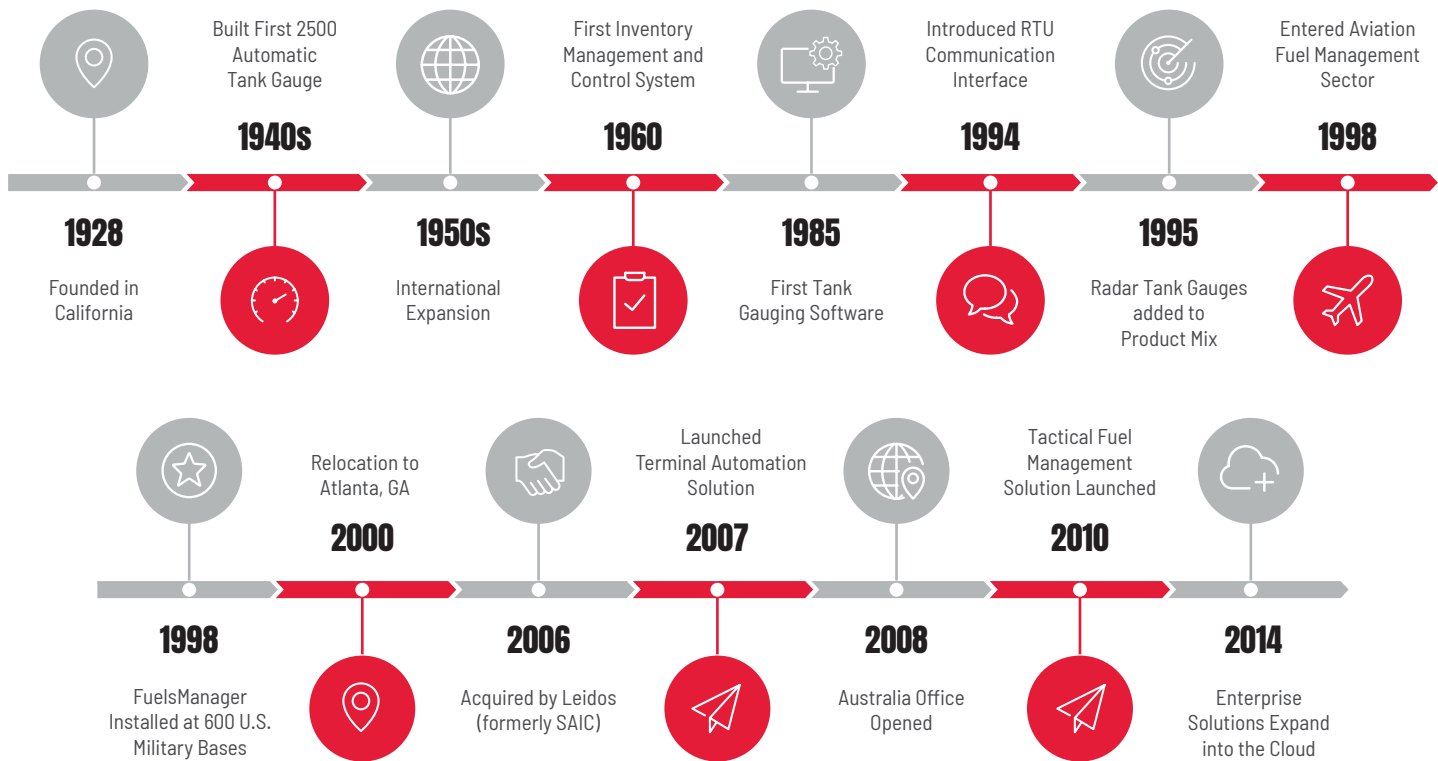 1928
Founded in
California
Built First 2500
Automatic
Tank Gauge
1940s
1950s
International
Expansion
First Inventory
Management and
Control System
1960
1985
First Tank
Gauging Software
Introduced RTU
Communication
Interface
1994
1995
Radar Tank Gauges
added to
Product Mix
Entered Aviation
Fuel Management
Sector
1998
1998
FuelsManager
Installed at 600 U.S.
Military Bases
Relocation to
Atlanta, GA
2000
2006
Acquired by Leidos
(formerly SAIC)
Launched
Terminal Automation
Solution
2007
2008
Australia Office
Opened
Tactical Fuel
Management
Solution Launched
2010
2014
Enterprise
Solutions Expand
into the Cloud